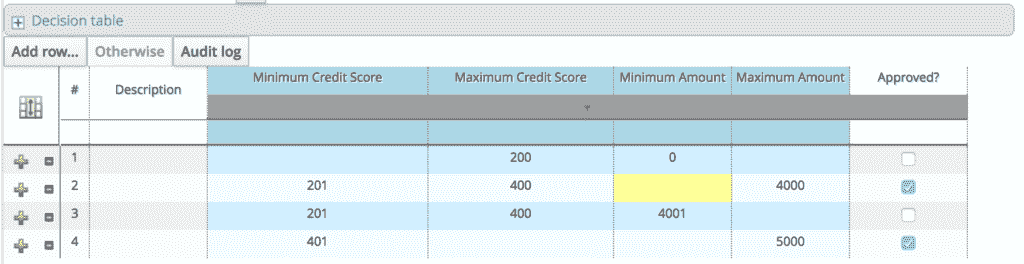 Decision table
Add row... Otherwise Audit log
# Description Minimum Credit Score Maximum Credit Score Minimum Amount Maximum Amount Approved?
1 200 0
2 201 400 4000
3 201 400 4001
4 401 5000